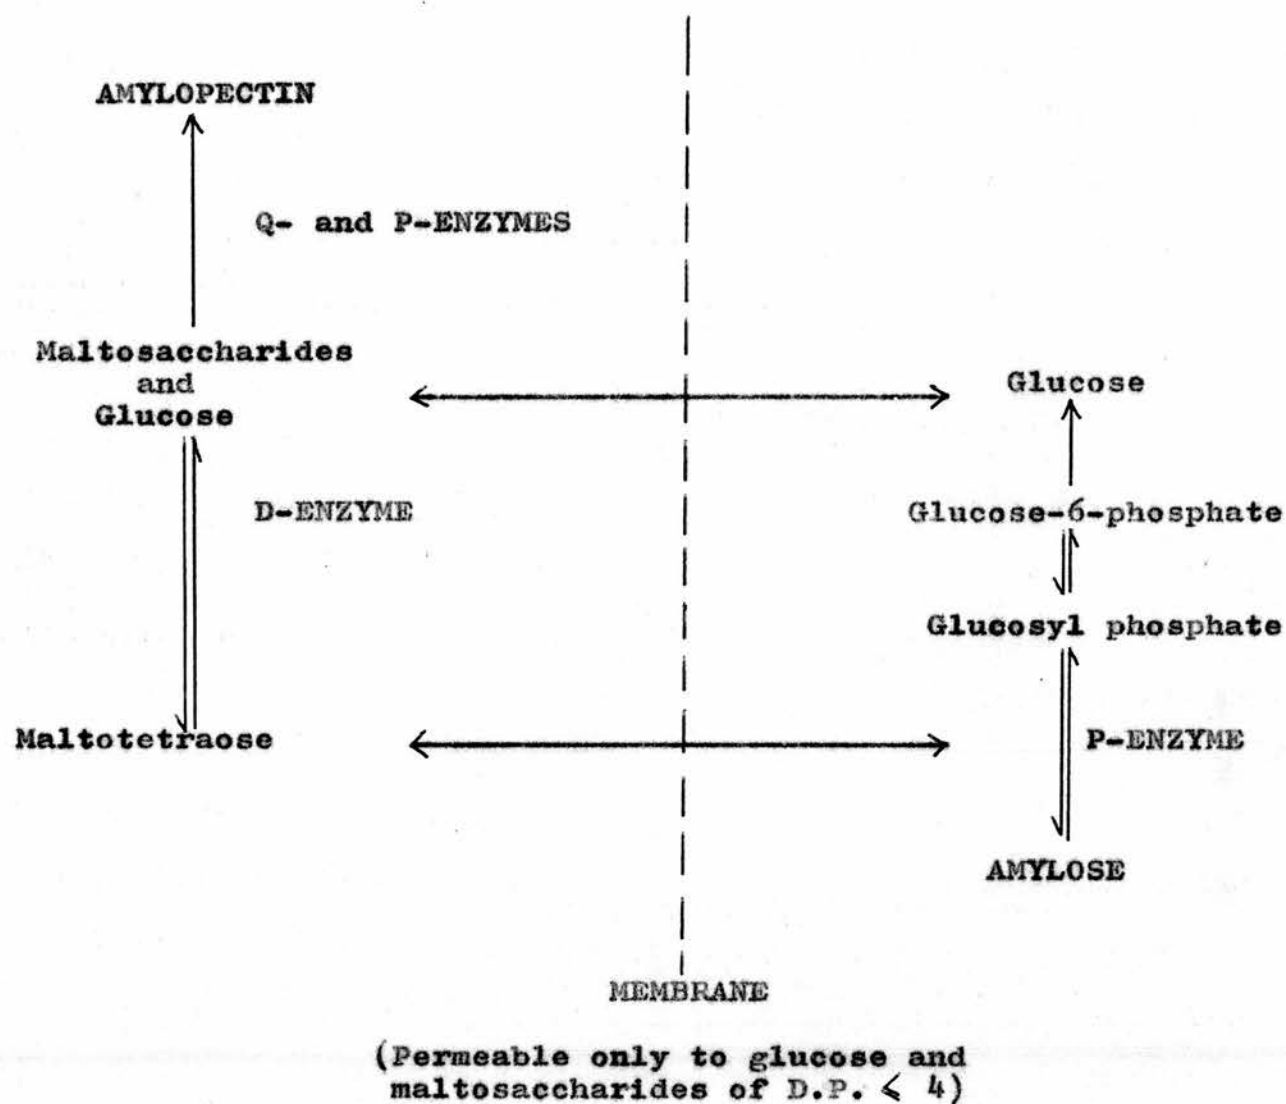 AMYLOPECTIN
Q- and P-ENZYMES
Maltosaccharides
and
Glucose
Glucose
D-ENZYME
Glucose-6-phosphate
Glucosyl phosphate
Maltotetraose
P-ENZYME
AMYLOSE
MEMBRANE
(Permeable only to glucose and
maltosaccharides of D.P. ⩽ 4)